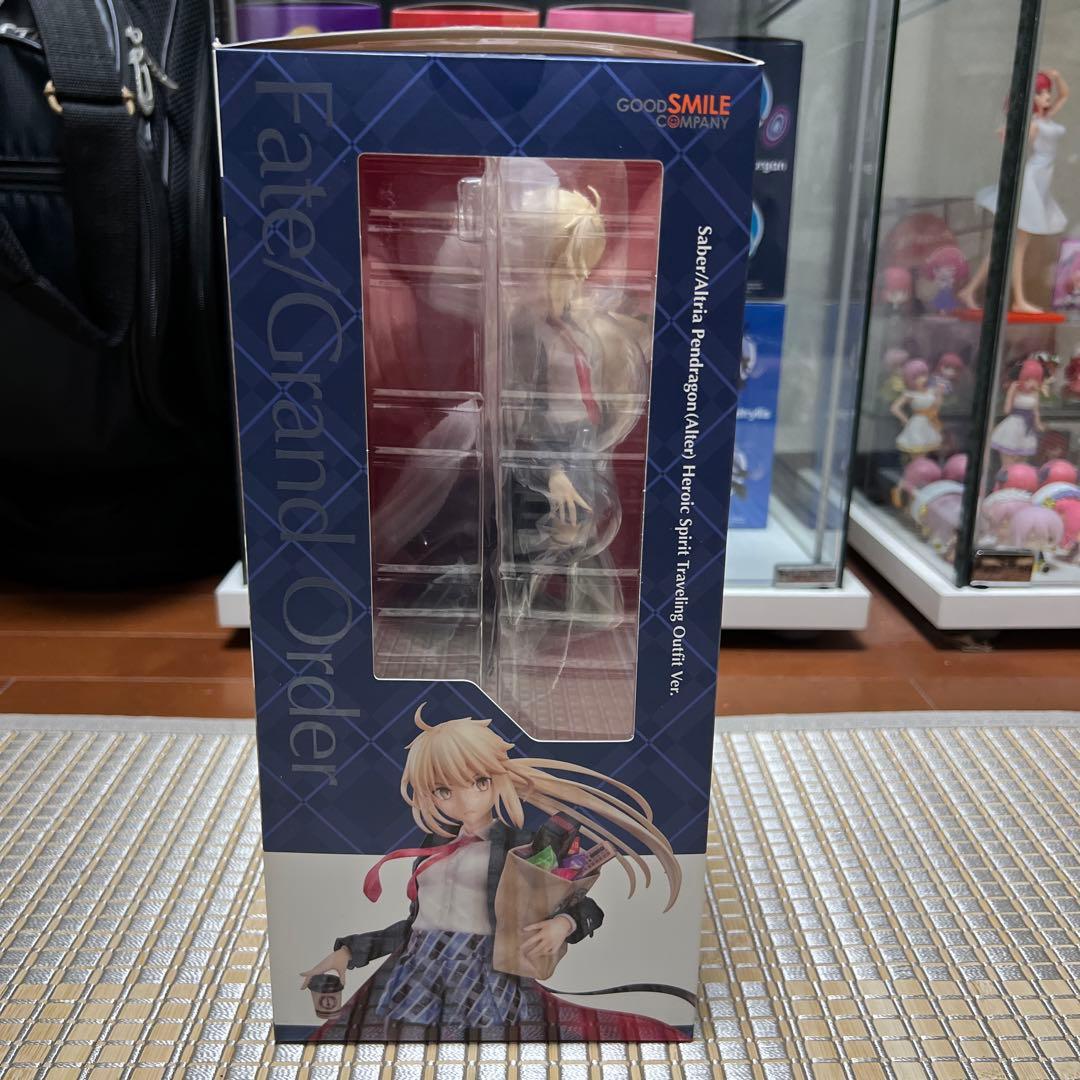 GOOD SMILE
COMPANY
Fate/Grand Order
Saber/Altria Pendragon(Alter) Heroic Spirit Traveling Outfit Ver.